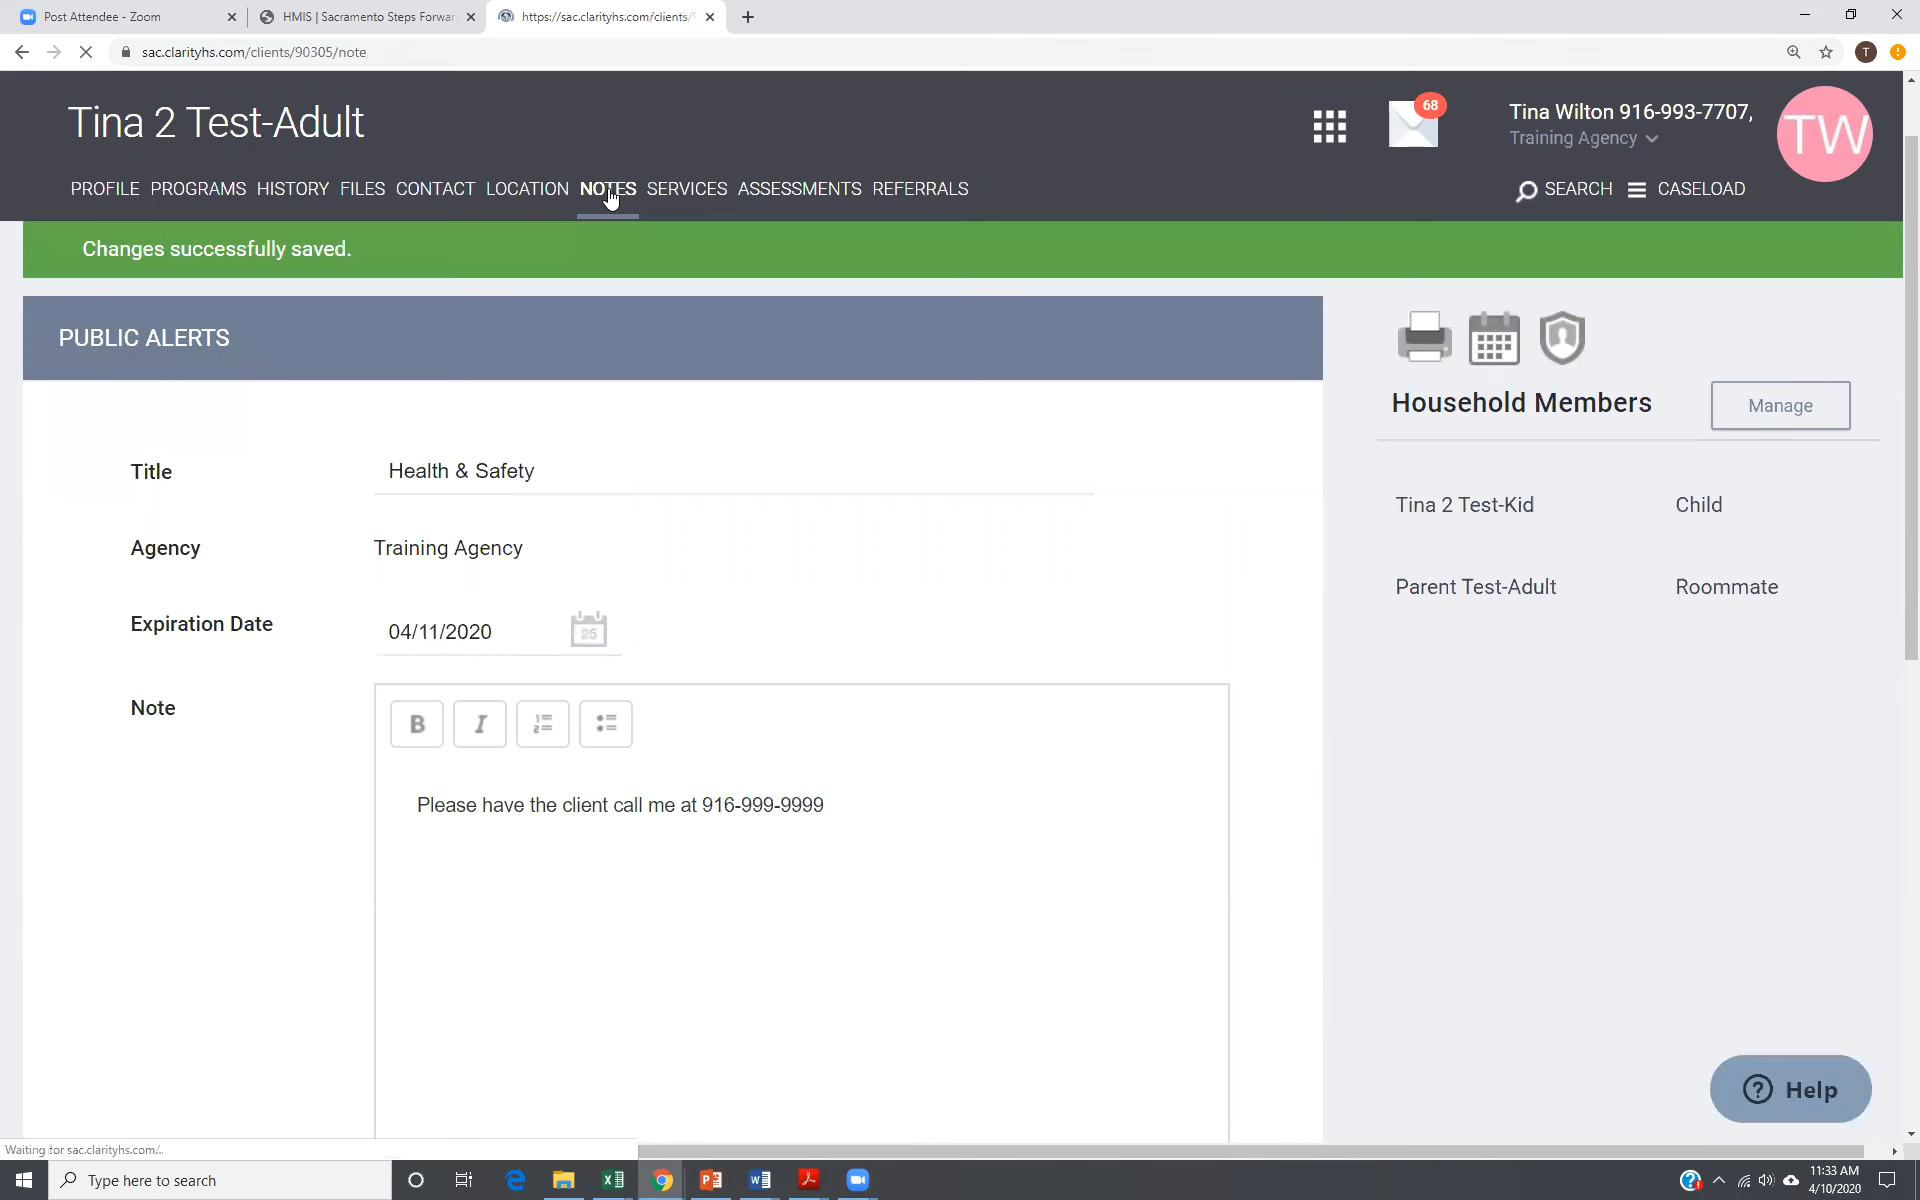 Post Attendee - Zoom
HMIS | Sacramento Steps Forwar
https://sac.clarityhs.com/clients/
sac.clarityhs.com/clients/90305/note
T
Tina 2 Test-Adult
68
Tina Wilton 916-993-7707,
Training Agency
TW
PROFILE PROGRAMS HISTORY FILES CONTACT LOCATION NOTES SERVICES ASSESSMENTS REFERRALS
SEARCH CASELOAD
Changes successfully saved.
PUBLIC ALERTS
Household Members Manage
Title Health & Safety
Tina 2 Test-Kid Child
Agency Training Agency
Parent Test-Adult Roommate
Expiration Date 04/11/2020 25
Note
B I
Please have the client call me at 916-999-9999
? Help
Waiting for sac.clarityhs.com/...
Type here to search
11:33 AM
4/10/2020